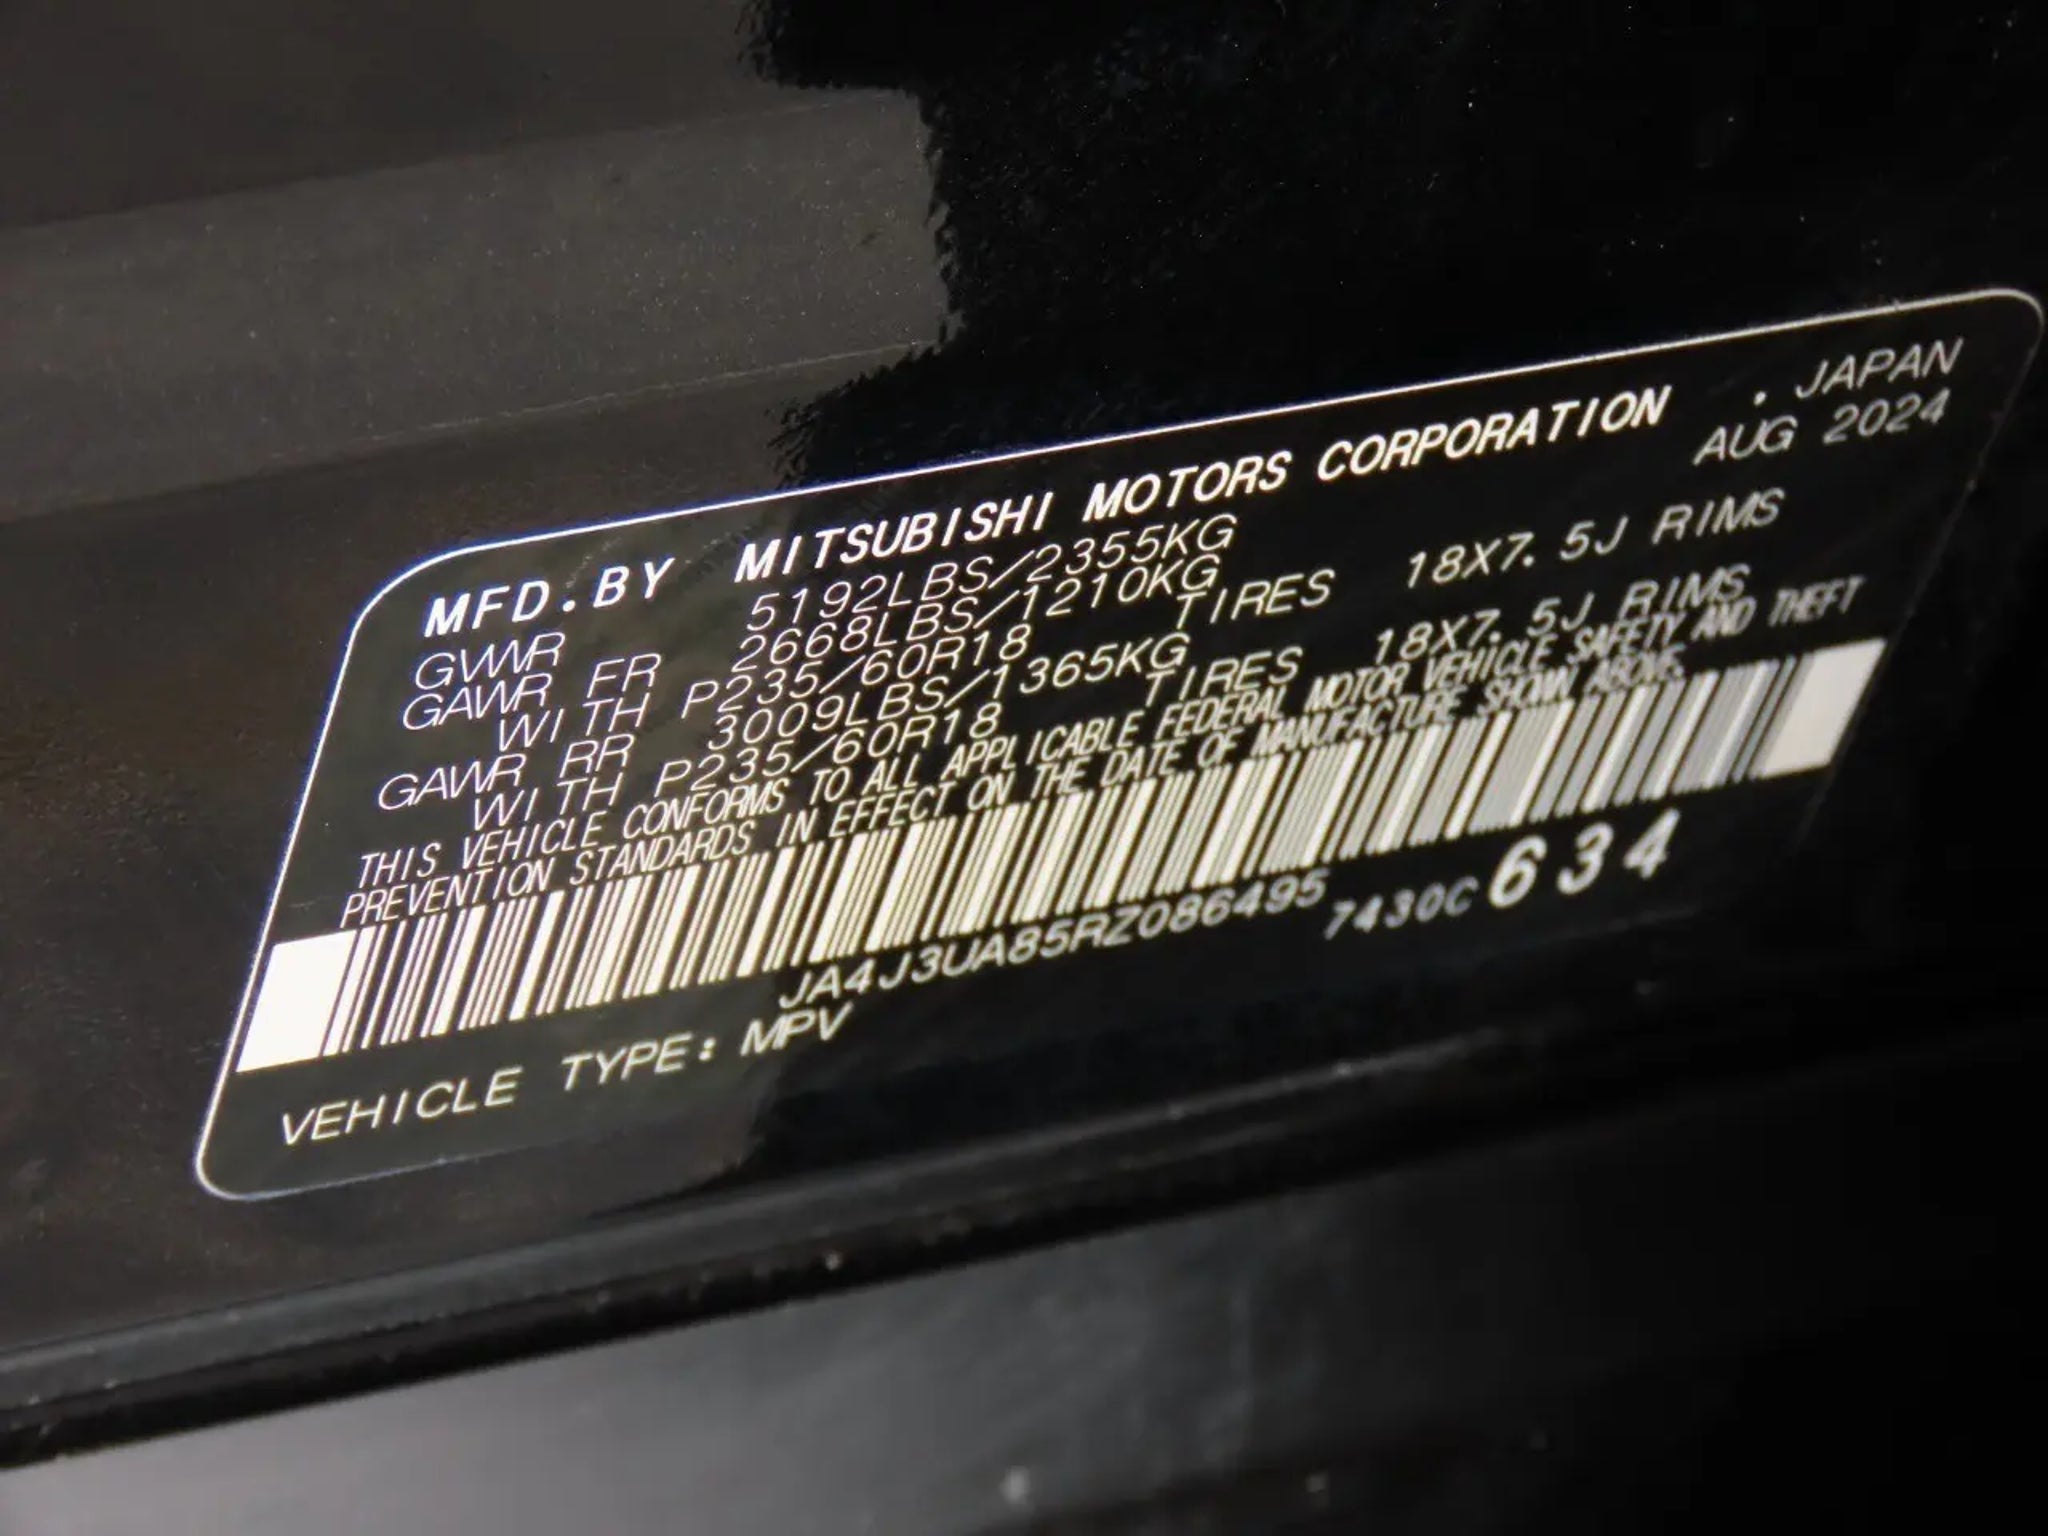 MFD.BY MITSUBISHI MOTORS CORPORATION . JAPAN
AUG 2024
GVWR 5192LBS/2355KG
GAWR FR 2668LBS/1210KG
WITH P235/60R18 TIRES 18X7.5J RIMS
GAWR RR 3009LBS/1365KG
WITH P235/60R18 TIRES 18X7.5J RIMS
THIS VEHICLE CONFORMS TO ALL APPLICABLE FEDERAL MOTOR VEHICLE SAFETY AND THEFT
PREVENTION STANDARDS IN EFFECT ON THE DATE OF MANUFACTURE SHOWN ABOVE.
JA4J3UA85RZ086495 7430C 634
VEHICLE TYPE: MPV